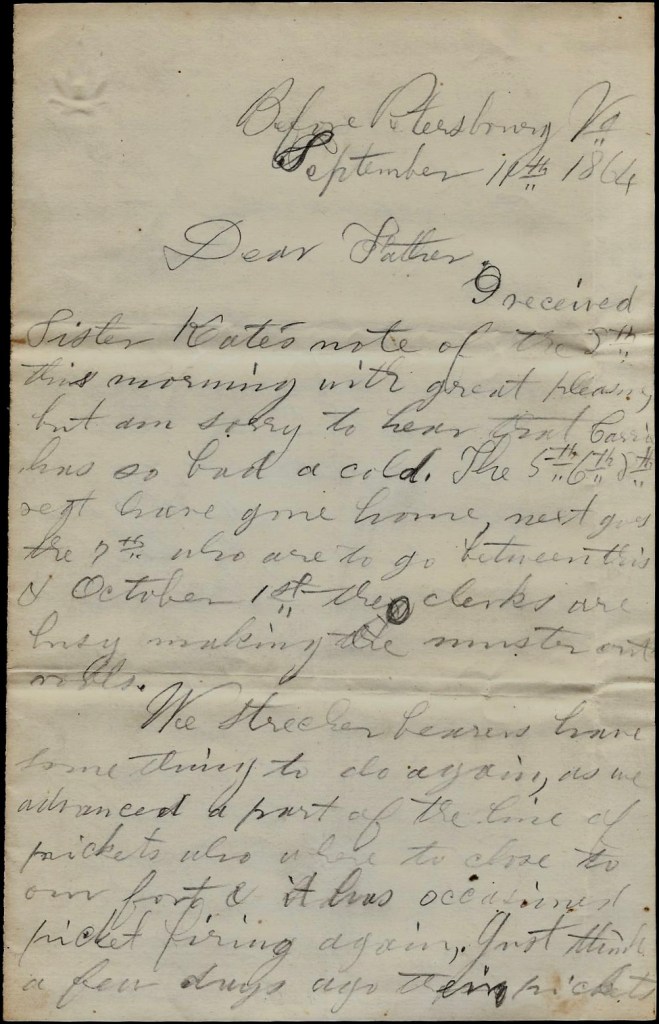 Before Petersbourg Va
September 11th 1864
Dear Father,
I received
Sister Kate's note of the 8th
this morning with great pleasure,
but am sorry to hear that Carrie
has so bad a cold. The 5th 6th 8th
regt have gone home, next goes
the 7th who are to go between this
& October 1st the clerks are
busy making the muster out
rolls.
We strecher bearers have
something to do again, as we
advanced a part of the line of
pickets who where to close to
our fort & it has occasioned
picket firing again, Just think
a few days ago their pickets